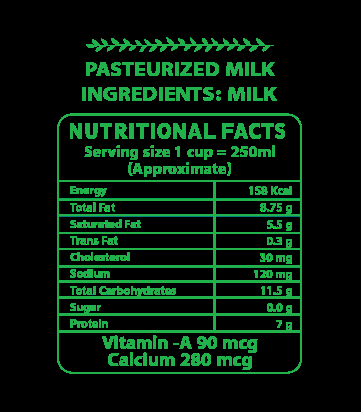 PASTEURIZED MILK
INGREDIENTS: MILK
NUTRITIONAL FACTS
Serving size 1 cup = 250ml
(Approximate)
Energy 158 Kcal
Total Fat 8.75 g
Saturated Fat 5.5 g
Trans Fat 0.3 g
Cholesterol 30 mg
Sodium 120 mg
Total Carbohydrates 11.5 g
Sugar 0.0 g
Protein 7 g
Vitamin -A 90 mcg
Calcium 280 mcg